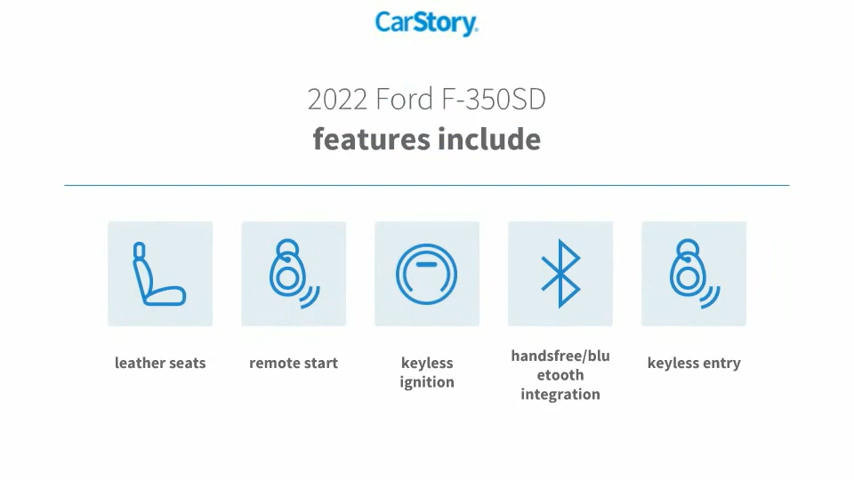 CarStory
2022 Ford F-350SD
features include
leather seats
remote start
keyless
ignition
handsfree/blu
etooth
integration
keyless entry